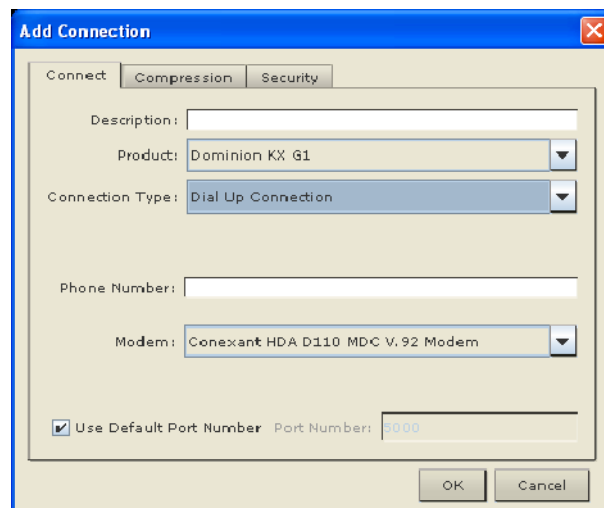 Add Connection
Connect Compression Security
Description:
Product: Dominion KX G1
Connection Type: Dial Up Connection
Phone Number:
Modem: Conexant HDA D110 MDC V.92 Modem
Use Default Port Number Port Number: 5000
OK Cancel